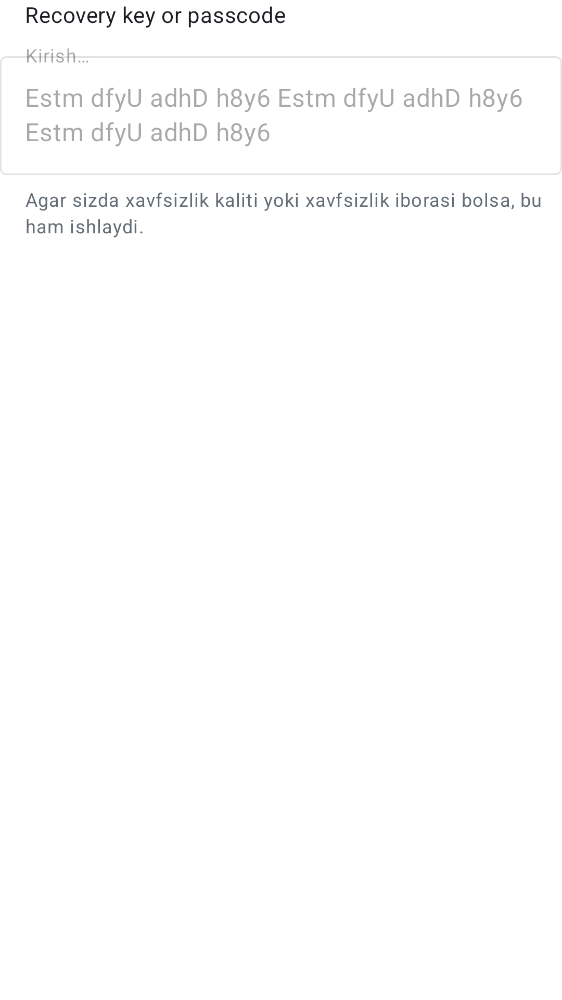 Recovery key or passcode
Kirish…
Estm dfyU adhD h8y6 Estm dfyU adhD h8y6
Estm dfyU adhD h8y6
Agar sizda xavfsizlik kaliti yoki xavfsizlik iborasi bolsa, bu
ham ishlaydi.